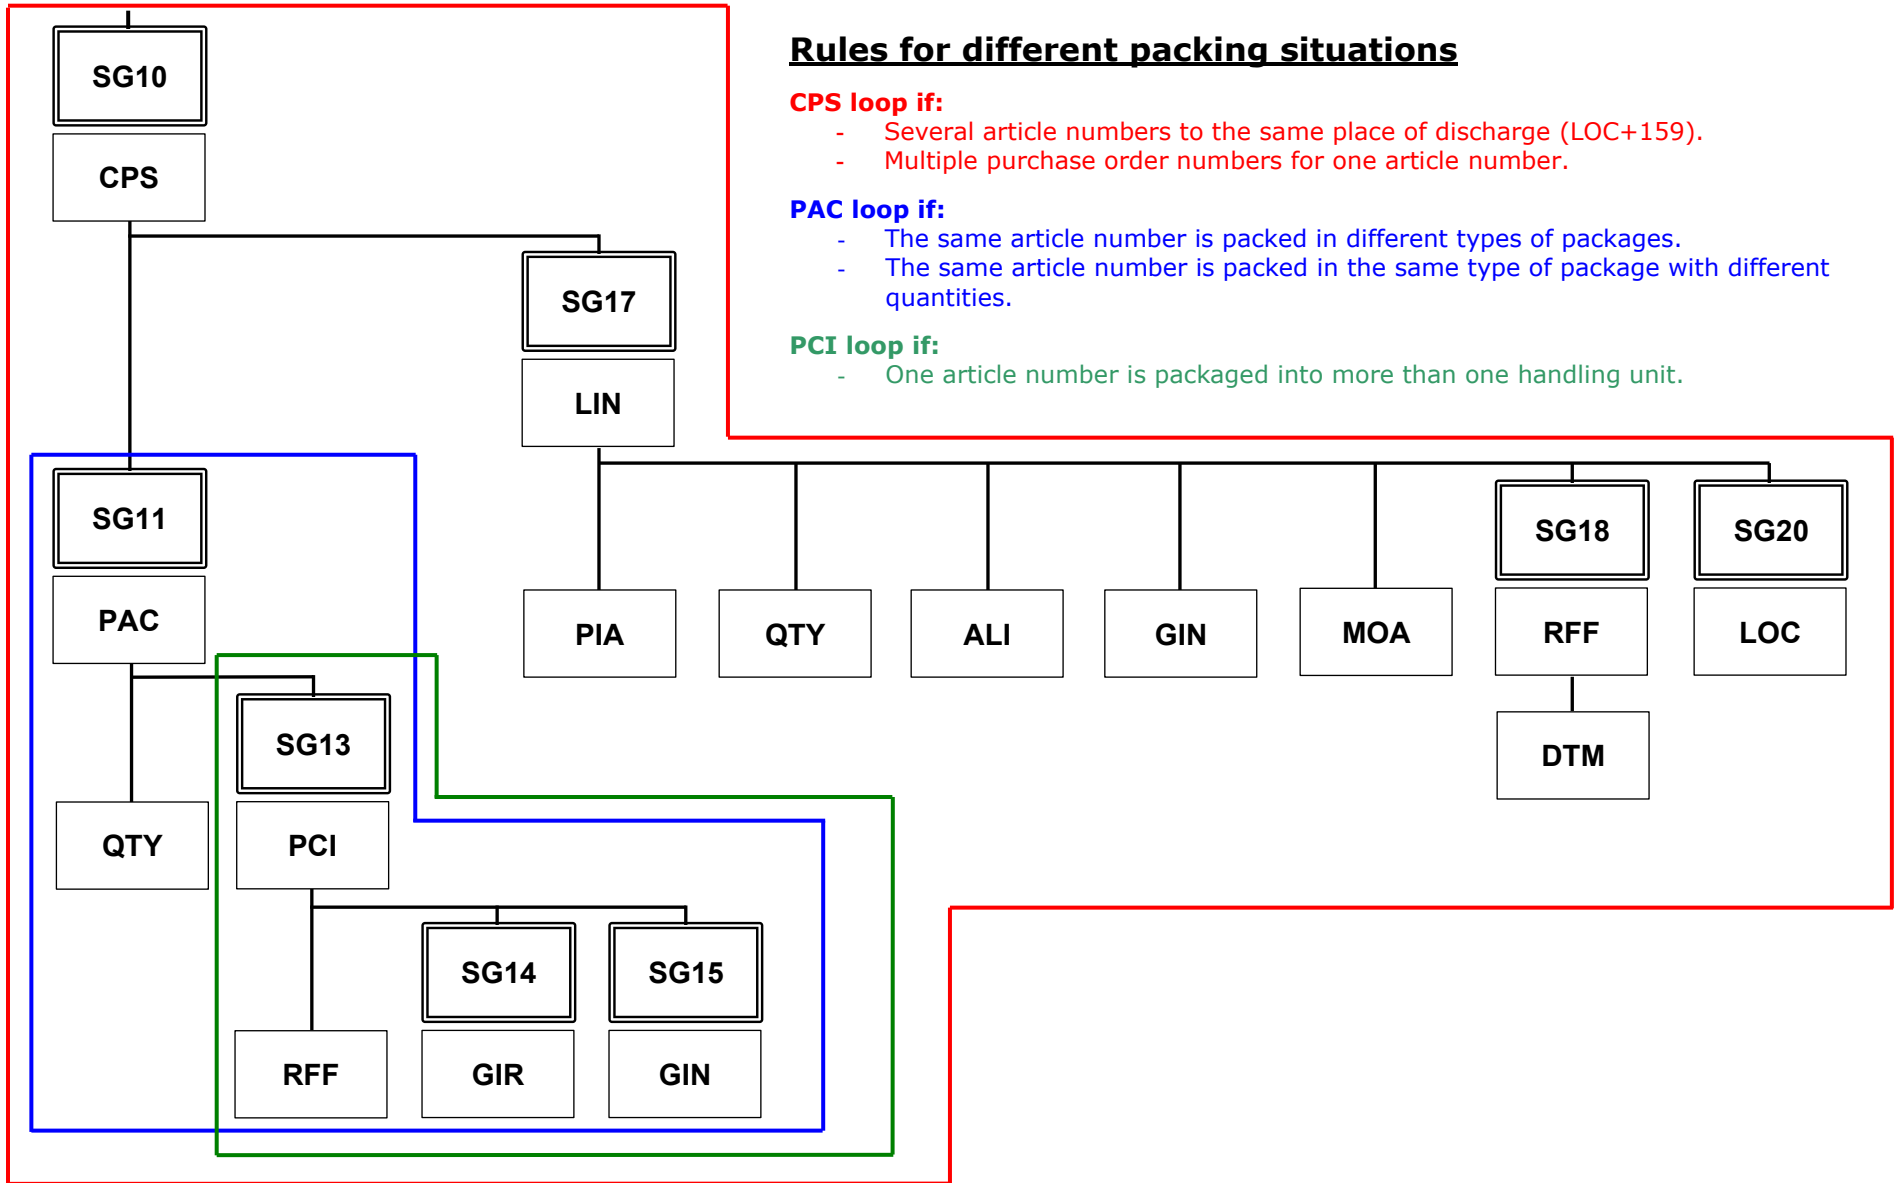 Rules for different packing situations
CPS loop if:
- Several article numbers to the same place of discharge (LOC+159).
- Multiple purchase order numbers for one article number.
PAC loop if:
- The same article number is packed in different types of packages.
- The same article number is packed in the same type of package with different
quantities.
PCI loop if:
- One article number is packaged into more than one handling unit.
SG10
CPS
SG17
LIN
SG11
PAC
SG18
SG20
PIA
QTY
ALI
GIN
MOA
RFF
LOC
DTM
SG13
QTY
PCI
SG14
SG15
RFF
GIR
GIN